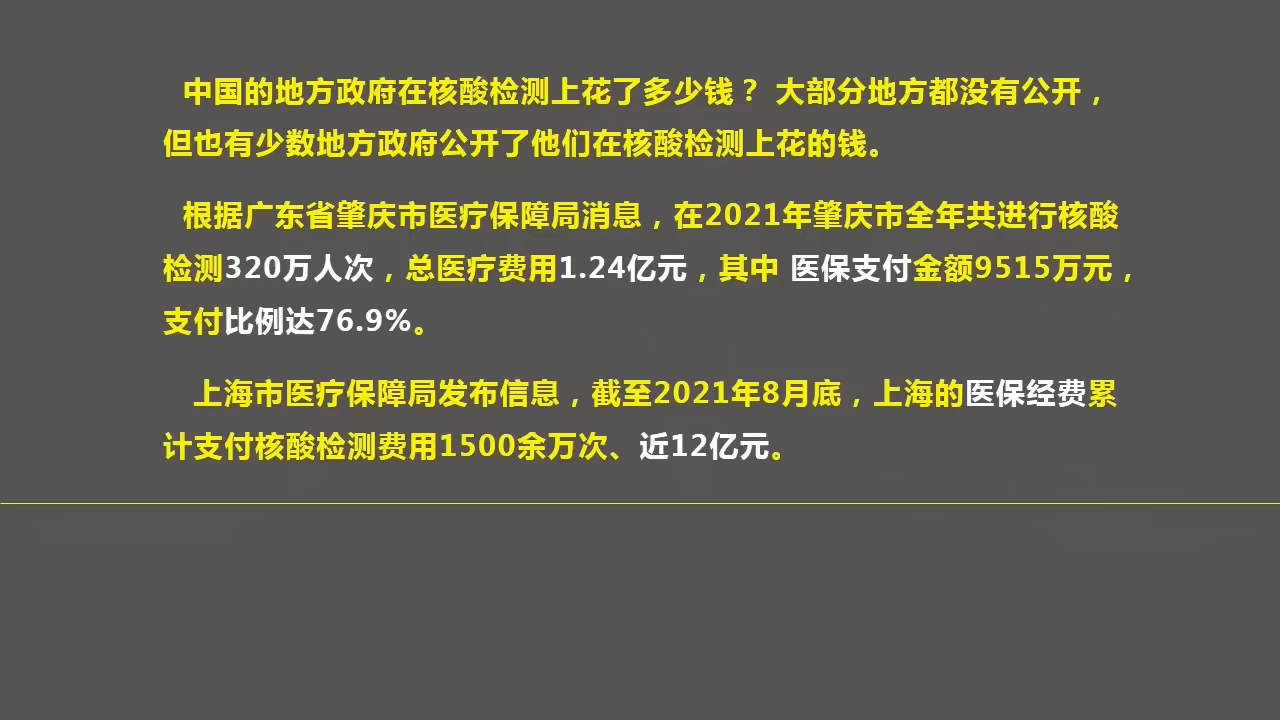 中国的地方政府在核酸检测上花了多少钱？ 大部分地方都没有公开，
但也有少数地方政府公开了他们在核酸检测上花的钱。
根据广东省肇庆市医疗保障局消息，在2021年肇庆市全年共进行核酸
检测320万人次，总医疗费用1.24亿元，其中 医保支付金额9515万元，
支付比例达76.9%。
上海市医疗保障局发布信息，截至2021年8月底，上海的医保经费累
计支付核酸检测费用1500余万次、近12亿元。